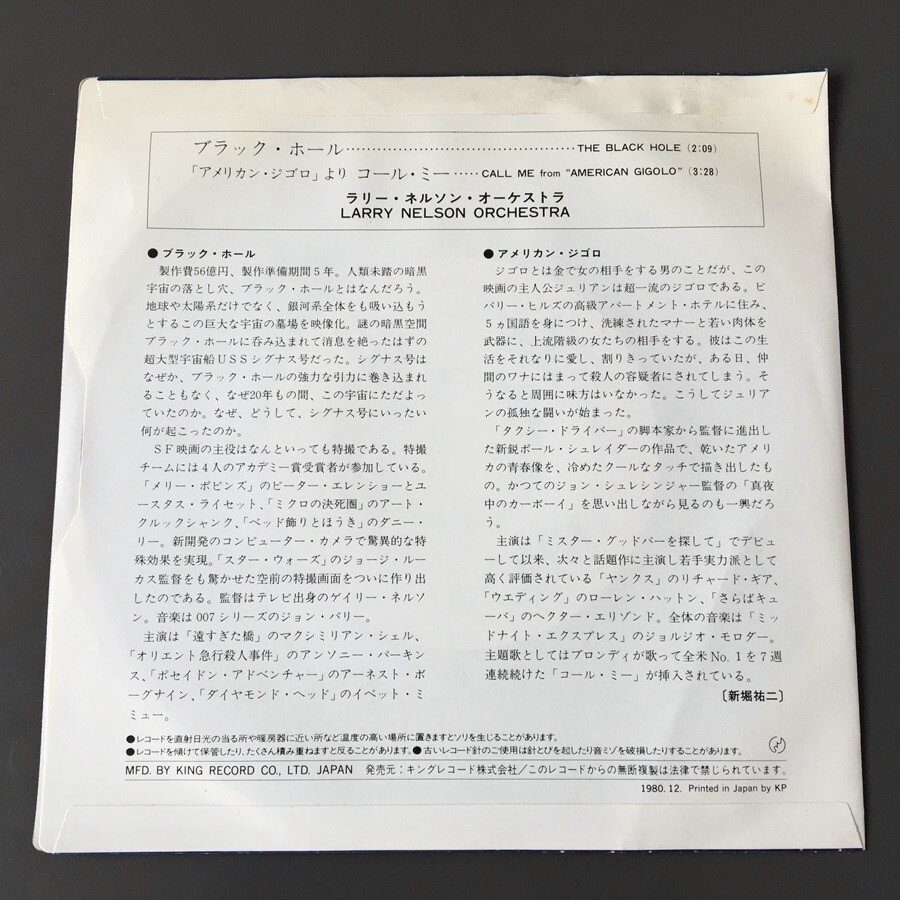 ブラック・ホール………………………………………THE BLACK HOLE (2:09)
「アメリカン・ジゴロ」より コール・ミー……CALL ME from "AMERICAN GIGOLO" (3:28)
ラリー・ネルソン・オーケストラ
LARRY NELSON ORCHESTRA
●ブラック・ホール
製作費56億円、製作準備期間5年。人類未踏の暗黒
宇宙の落とし穴、ブラック・ホールとはなんだろう。
地球や太陽系だけでなく、銀河系全体をも吸い込もう
とするこの巨大な宇宙の墓場を映像化。謎の暗黒空間
ブラック・ホールに呑み込まれて消息を絶ったはずの
超大型宇宙船USSシグナス号だった。シグナス号は
なぜか、ブラック・ホールの強力な引力に巻き込まれ
ることもなく、なぜ20年もの間、この宇宙にただよっ
ていたのか。なぜ、どうして、シグナス号にいったい
何が起こったのか。
SF映画の主役はなんといっても特撮である。特撮
チームには4人のアカデミー賞受賞者が参加している。
「メリー・ポピンズ」のピーター・エレンショーとユ
ースタス・ライセット、「ミクロの決死圏」のアート・
クルックシャンク、「ベッド飾りとほうき」のダニー・
リー。新開発のコンピューター・カメラで驚異的な特
殊効果を実現。「スター・ウォーズ」のジョージ・ルー
カス監督をも驚かせた空前の特撮画面をついに作り出
したのである。監督はテレビ出身のゲイリー・ネルソ
ン。音楽は007シリーズのジョン・バリー。
主演は「遠すぎた橋」のマクシミリアン・シェル、
「オリエント急行殺人事件」のアンソニー・パーキン
ス、「ポセイドン・アドベンチャー」のアーネスト・ボ
ーグナイン、「ダイヤモンド・ヘッド」のイベット・ミ
ミュー。
●アメリカン・ジゴロ
ジゴロとは金で女の相手をする男のことだが、この
映画の主人公ジュリアンは超一流のジゴロである。ビ
バリー・ヒルズの高級アパートメント・ホテルに住み、
5ヵ国語を身につけ、洗練されたマナーと若い肉体を
武器に、上流階級の女たちの相手をする。彼はこの生
活をそれなりに愛し、割りきっていたが、ある日、仲
間のワナにはまって殺人の容疑者にされてしまう。そ
うなると周囲に味方はいなかった。こうしてジュリア
ンの孤独な闘いが始まった。
「タクシー・ドライバー」の脚本家から監督に進出し
た新鋭ポール・シュレイダーの作品で、乾いたアメリ
カの青春像を、冷めたクールなタッチで描き出したも
の。かつてのジョン・シュレシンジャー監督の「真夜
中のカーボーイ」を思い出しながら見るのも一興だろ
う。
主演は「ミスター・グッドバーを探して」でデビュ
ーして以来、次々と話題作に主演し若手実力派として
高く評価されている「ヤンクス」のリチャード・ギア、
「ウエディング」のローレン・ハットン、「さらばキュ
ーバ」のヘクター・エリゾンド。全体の音楽は「ミッ
ドナイト・エクスプレス」のジョルジオ・モロダー。
主題歌としてはブロンディが歌って全米No.1を7週
連続続けた「コール・ミー」が挿入されている。
〔新堀祐二〕
●レコードを直射日光の当る所や暖房器に近い所など温度の高い場所に置きますとソリを生じることがあります。
●レコードを傾けて保管したり、たくさん積み重ねますと反ることがあります。●古いレコード針のご使用は針とびを起したり音ミゾを破損したりすることがあります。
MFD. BY KING RECORD CO., LTD. JAPAN 発売元：キングレコード株式会社／このレコードからの無断複製は法律で禁じられています。
1980. 12. Printed in Japan by KP